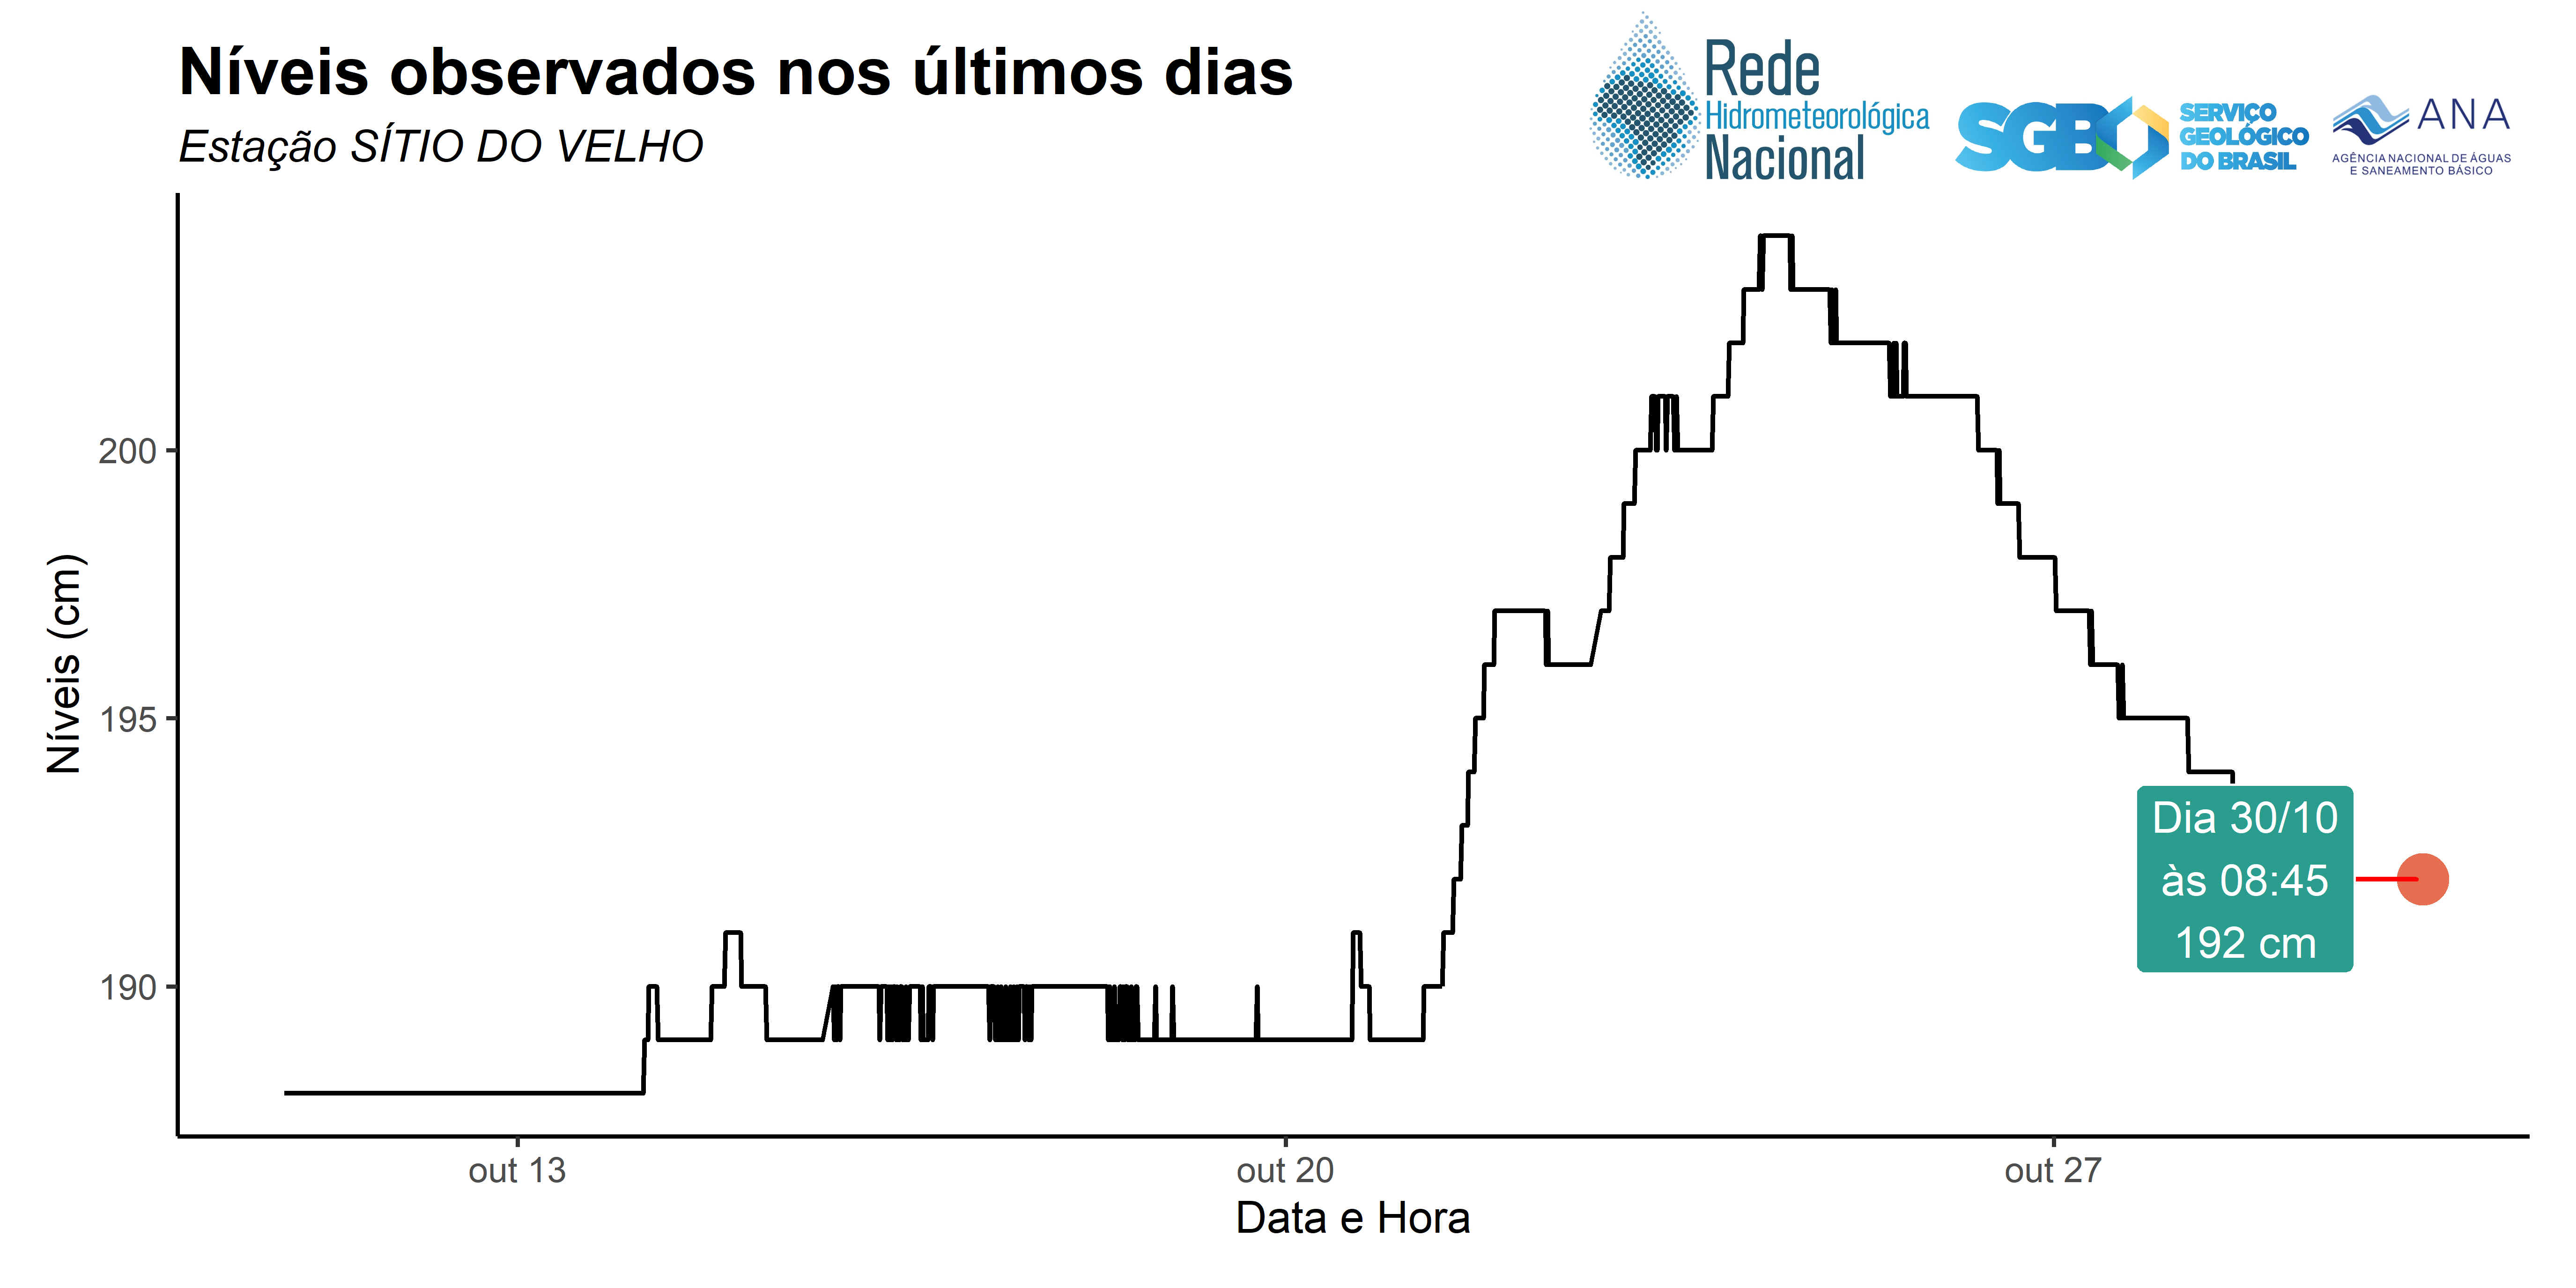 Níveis observados nos últimos dias
Estação SÍTIO DO VELHO
Rede
Hidrometeorológica
Nacional
SGB
SERVIÇO
GEOLÓGICO
DO BRASIL
ANA
AGÊNCIA NACIONAL DE ÁGUAS
E SANEAMENTO BÁSICO
Níveis (cm)
200
195
190
Dia 30/10
às 08:45
192 cm
out 13
out 20
out 27
Data e Hora